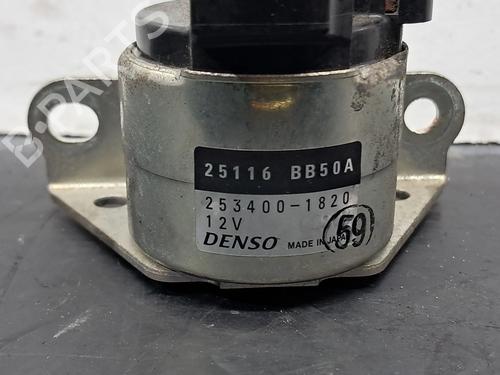 B-PARTS
25116 BB50A
253400-1820
12V
DENSO MADE IN JAPAN
59